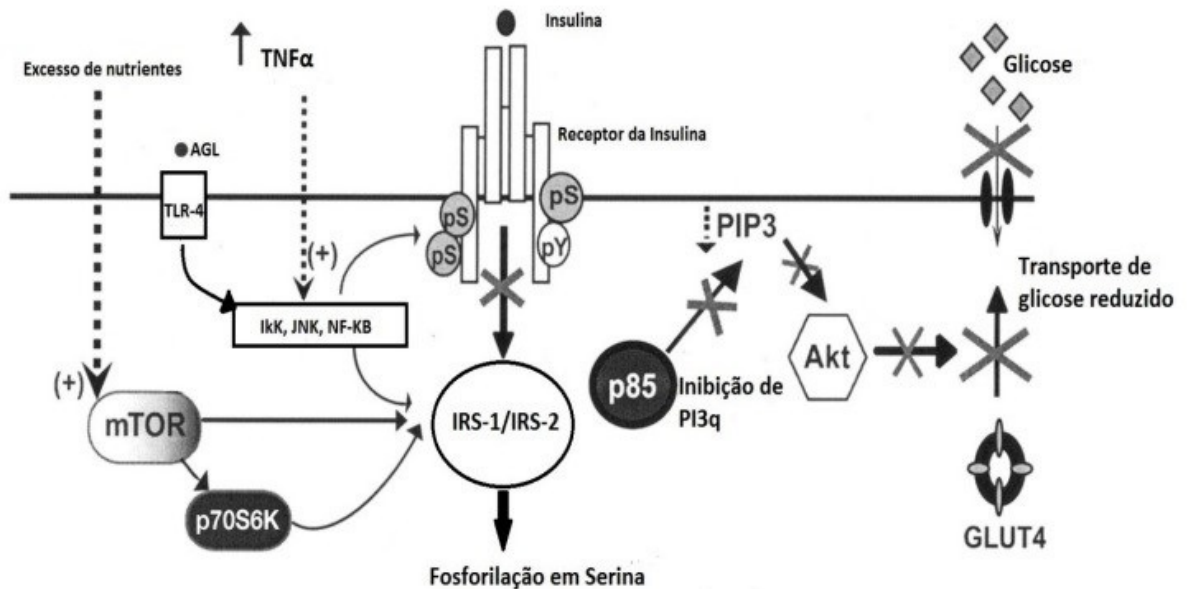 Insulina
TNFα
Excesso de nutrientes
Glicose
Receptor da Insulina
AGL
TLR-4
pS
pS
pS
pY
(+)
PIP3
Transporte de
glicose reduzido
IkK, JNK, NF-KB
(+)
Akt
p85
Inibição de
PI3q
mTOR
IRS-1/IRS-2
p70S6K
GLUT4
Fosforilação em Serina